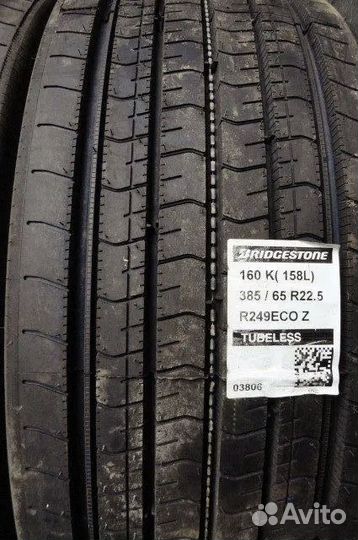 BRIDGESTONE
160 K( 158L)
385 / 65 R22.5
R249ECO Z
TUBELESS
03806
Avito